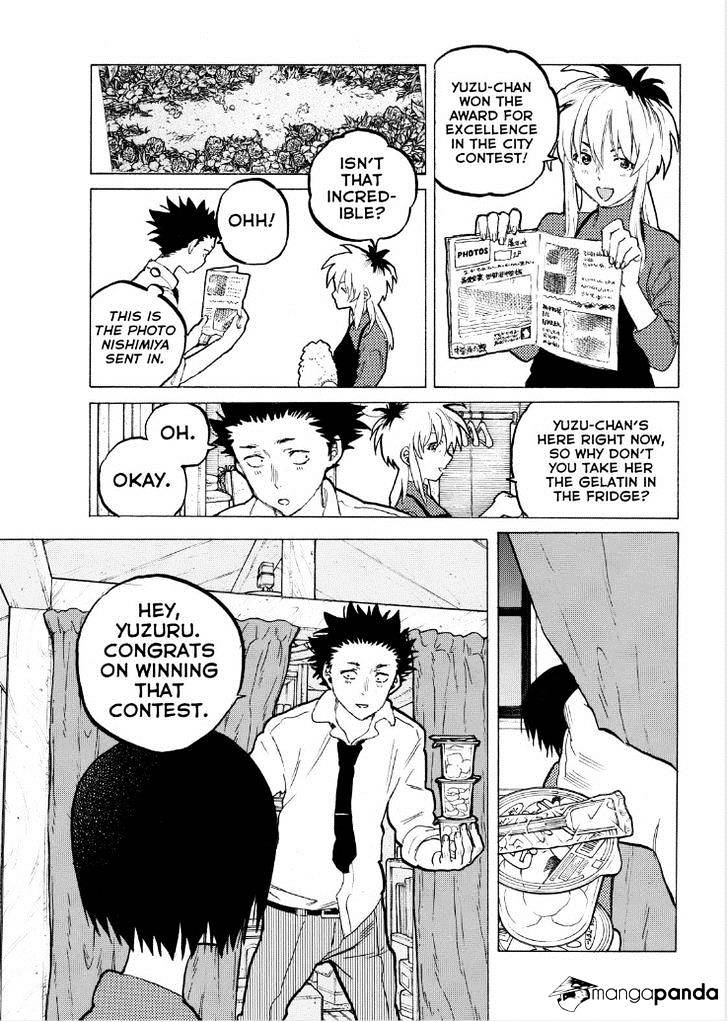 YUZU-CHAN
WON THE
AWARD FOR
EXCELLENCE
IN THE CITY
CONTEST!
PHOTOS
ISN'T
THAT
INCRED-
IBLE?
OHH!
THIS IS
THE PHOTO
NISHIMIYA
SENT IN.
YUZU-CHAN'S
HERE RIGHT NOW,
SO WHY DON'T
YOU TAKE HER
THE GELATIN IN
THE FRIDGE?
OH.
OKAY.
HEY,
YUZURU.
CONGRATS
ON WINNING
THAT
CONTEST.
mangapanda